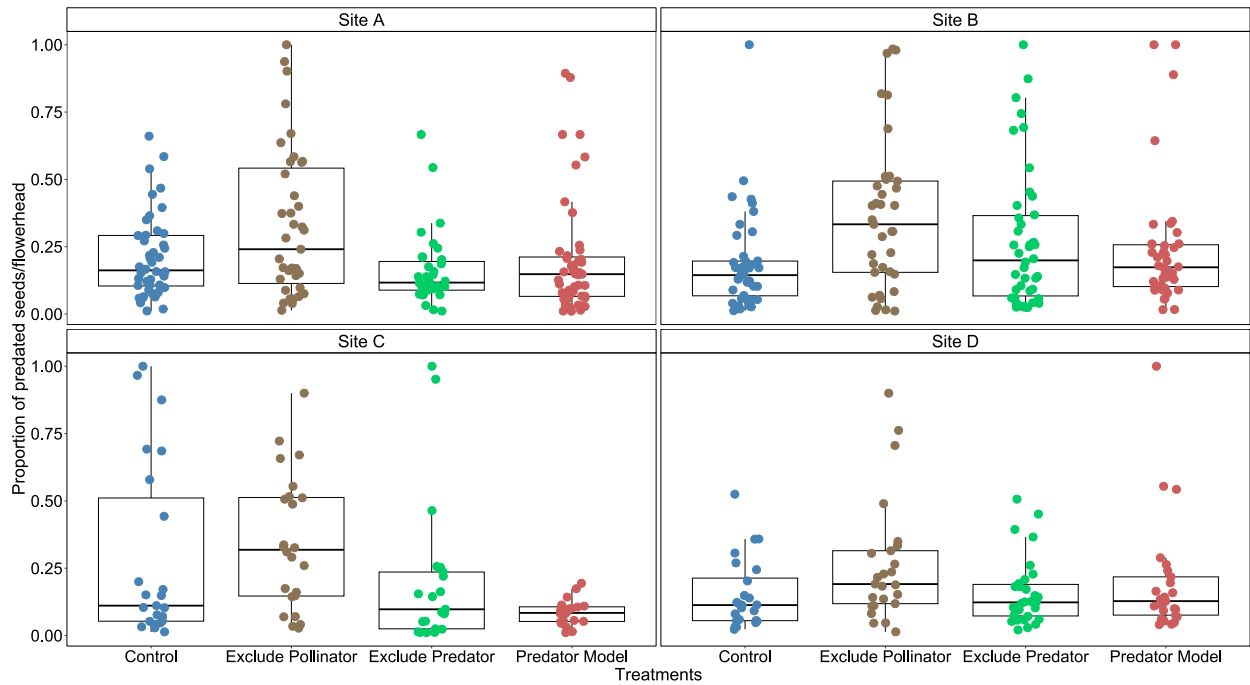 Site A
Site B
1.00
0.75
0.50
0.25
0.00
Site C
Site D
1.00
0.75
0.50
0.25
0.00
Proportion of predated seeds/flowerhead
Control
Exclude Pollinator
Exclude Predator
Predator Model
Control
Exclude Pollinator
Exclude Predator
Predator Model
Treatments